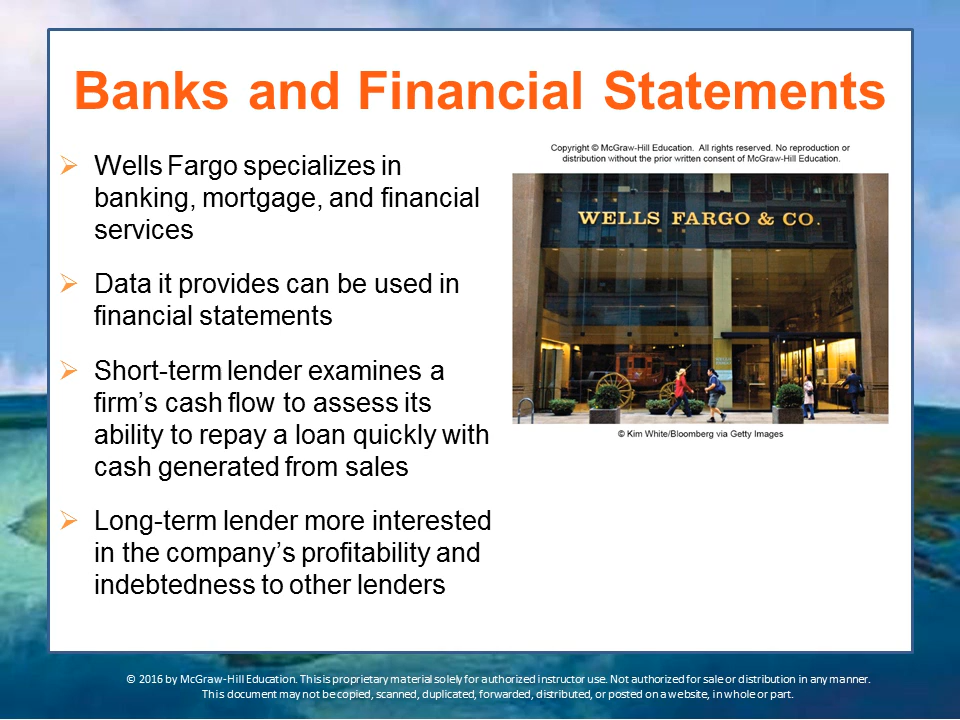 Banks and Financial Statements
Wells Fargo specializes in
banking, mortgage, and financial
services
Data it provides can be used in
financial statements
Short-term lender examines a
firm’s cash flow to assess its
ability to repay a loan quickly with
cash generated from sales
Long-term lender more interested
in the company’s profitability and
indebtedness to other lenders
Copyright © McGraw-Hill Education. All rights reserved. No reproduction or
distribution without the prior written consent of McGraw-Hill Education.
WELLS FARGO & CO.
© Kim White/Bloomberg via Getty Images
© 2016 by McGraw-Hill Education. This is proprietary material solely for authorized instructor use. Not authorized for sale or distribution in any manner.
This document may not be copied, scanned, duplicated, forwarded, distributed, or posted on a website, in whole or part.